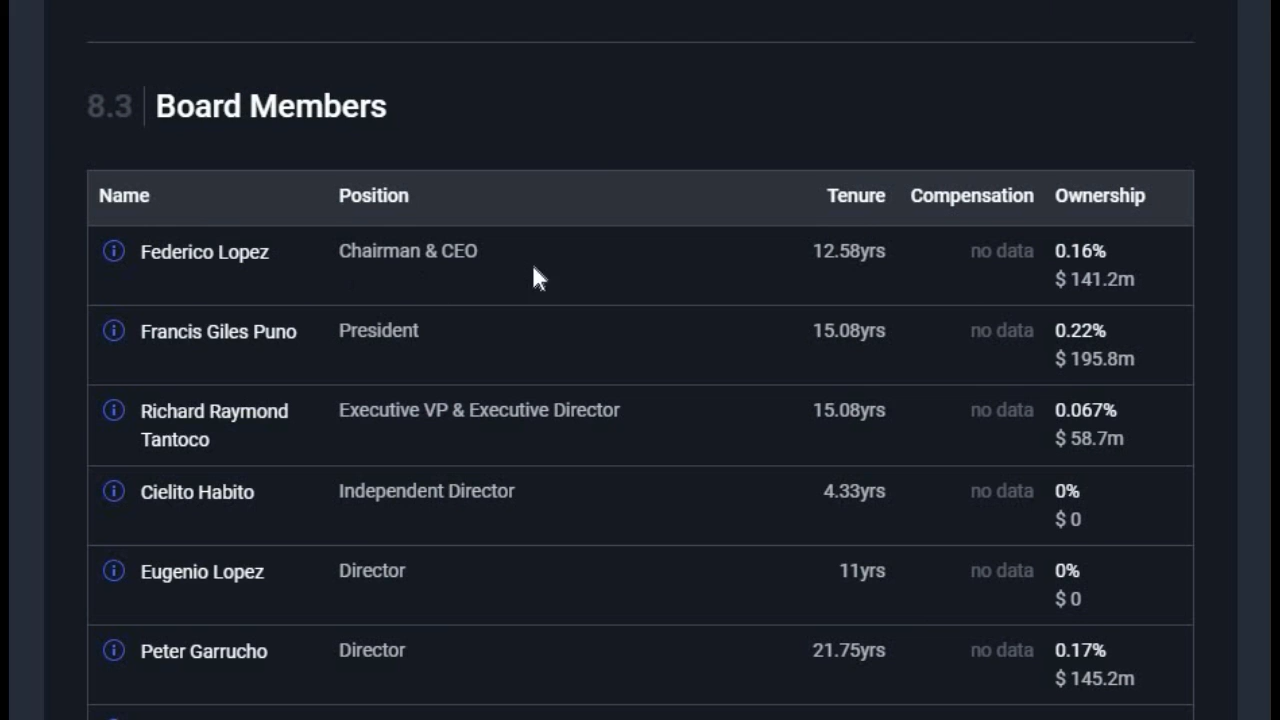 8.3 Board Members
Name Position Tenure Compensation Ownership
Federico Lopez Chairman & CEO 12.58yrs no data 0.16%
$ 141.2m
Francis Giles Puno President 15.08yrs no data 0.22%
$ 195.8m
Richard Raymond Executive VP & Executive Director 15.08yrs no data 0.067%
Tantoco $ 58.7m
Cielito Habito Independent Director 4.33yrs no data 0%
$ 0
Eugenio Lopez Director 11yrs no data 0%
$ 0
Peter Garrucho Director 21.75yrs no data 0.17%
$ 145.2m